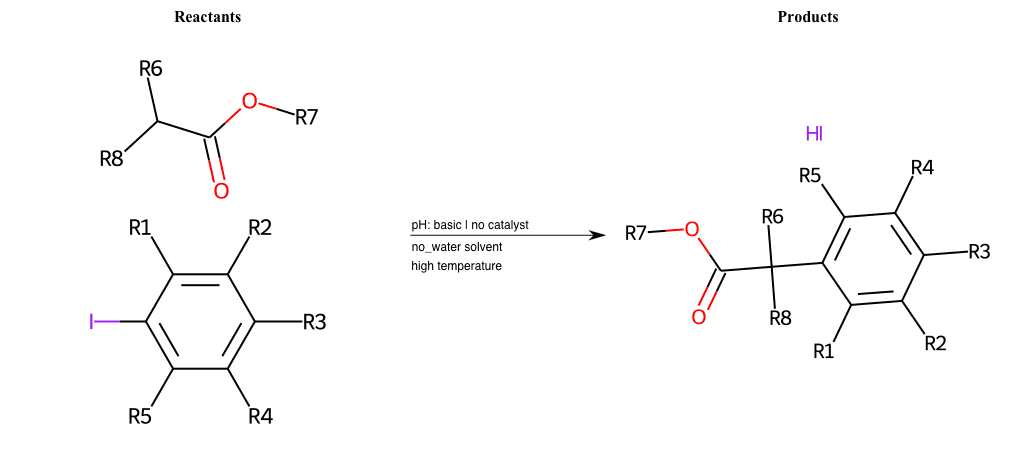 Reactants
Products
R6
O
R7
R8
O
R1
R2
I
R3
R5
R4
pH: basic | no catalyst
no_water solvent
high temperature
HI
R5
R4
R7
O
R6
R3
O
R8
R1
R2